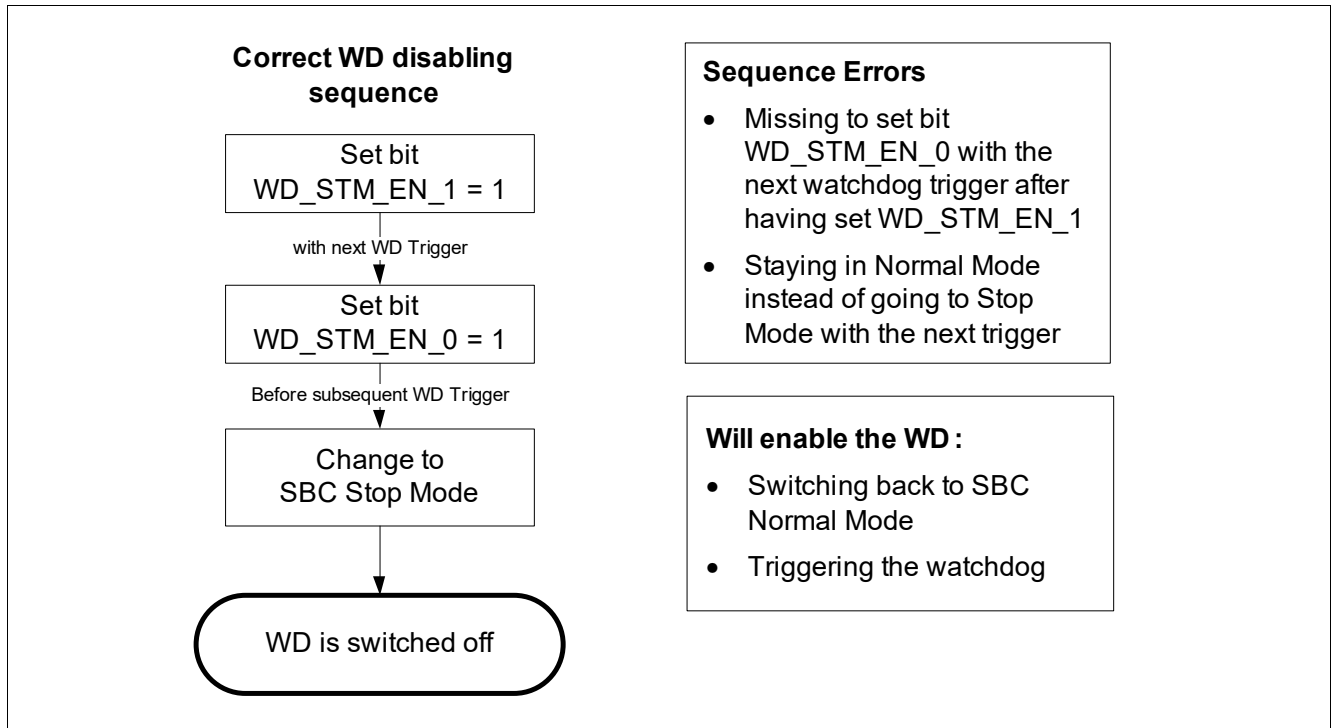 Correct WD disabling
sequence
Set bit
WD_STM_EN_1 = 1
with next WD Trigger
Set bit
WD_STM_EN_0 = 1
Before subsequent WD Trigger
Change to
SBC Stop Mode
WD is switched off
Sequence Errors
• Missing to set bit
WD_STM_EN_0 with the
next watchdog trigger after
having set WD_STM_EN_1
• Staying in Normal Mode
instead of going to Stop
Mode with the next trigger
Will enable the WD :
• Switching back to SBC
Normal Mode
• Triggering the watchdog